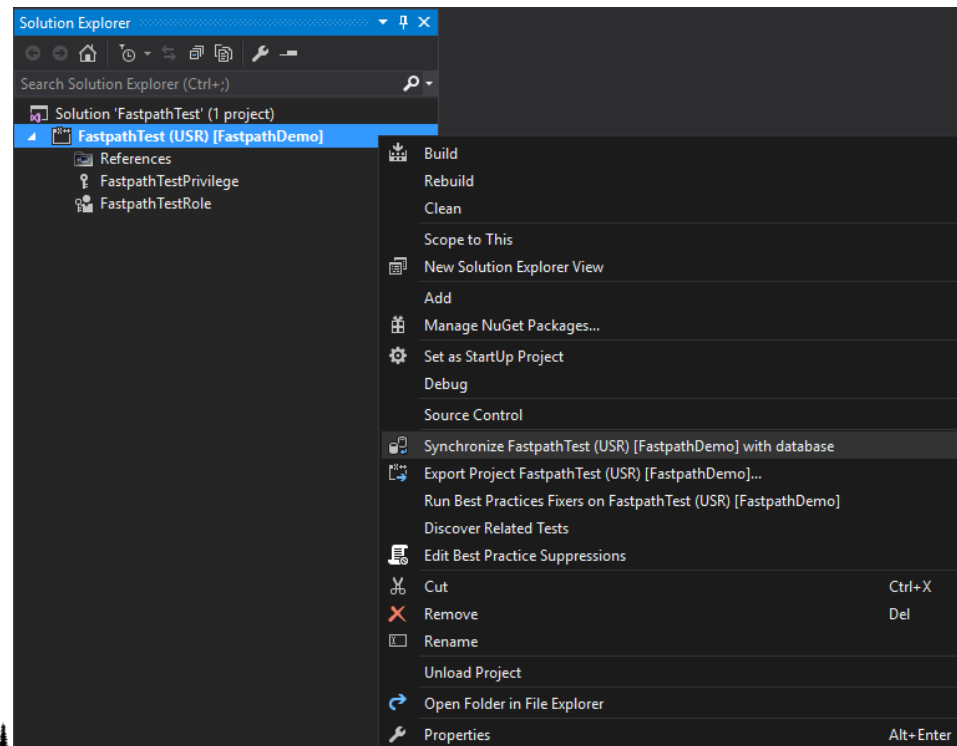 Solution Explorer
Search Solution Explorer (Ctrl+;)
Solution 'FastpathTest' (1 project)
FastpathTest (USR) [FastpathDemo]
References
FastpathTestPrivilege
FastpathTestRole
Build
Rebuild
Clean
Scope to This
New Solution Explorer View
Add
Manage NuGet Packages...
Set as StartUp Project
Debug
Source Control
Synchronize FastpathTest (USR) [FastpathDemo] with database
Export Project FastpathTest (USR) [FastpathDemo]...
Run Best Practices Fixers on FastpathTest (USR) [FastpathDemo]
Discover Related Tests
Edit Best Practice Suppressions
Cut Ctrl+X
Remove Del
Rename
Unload Project
Open Folder in File Explorer
Properties Alt+Enter